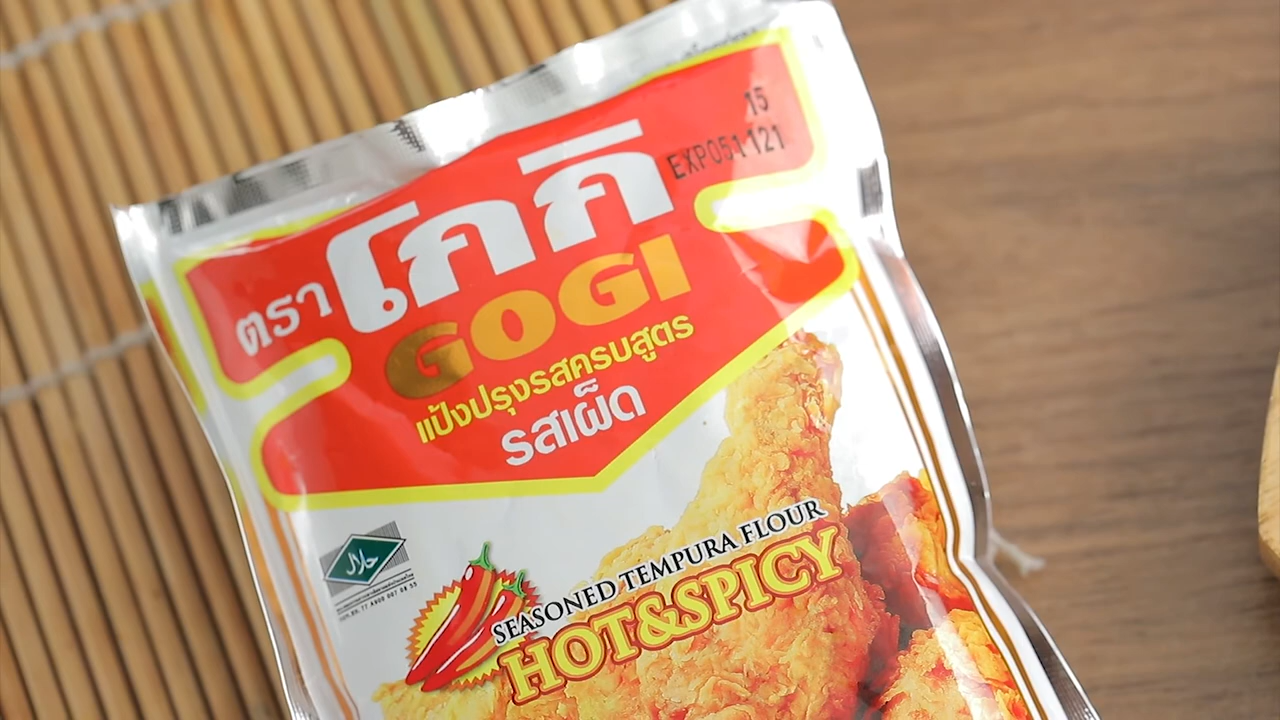 15
EXP051121
ตรา โกกิ
GOGI
แป้งปรุงรสครบสูตร
รสเผ็ด
حلال
SEASONED TEMPURA FLOUR
HOT&SPICY